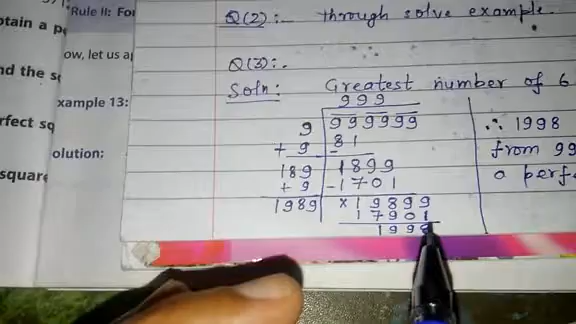 Rule II: For
Q(2):- through solve example.
ow, let us a
Q(3):-
Soln: Greatest number of 6
xample 13:
999
9 999999 ∴ 1998
+ 9 - 81 from 99
189 1899 a perf
+ 9 -1701
1989 ×19899
17901
1998
olution:
btain a p
nd the s
rfect sq
square